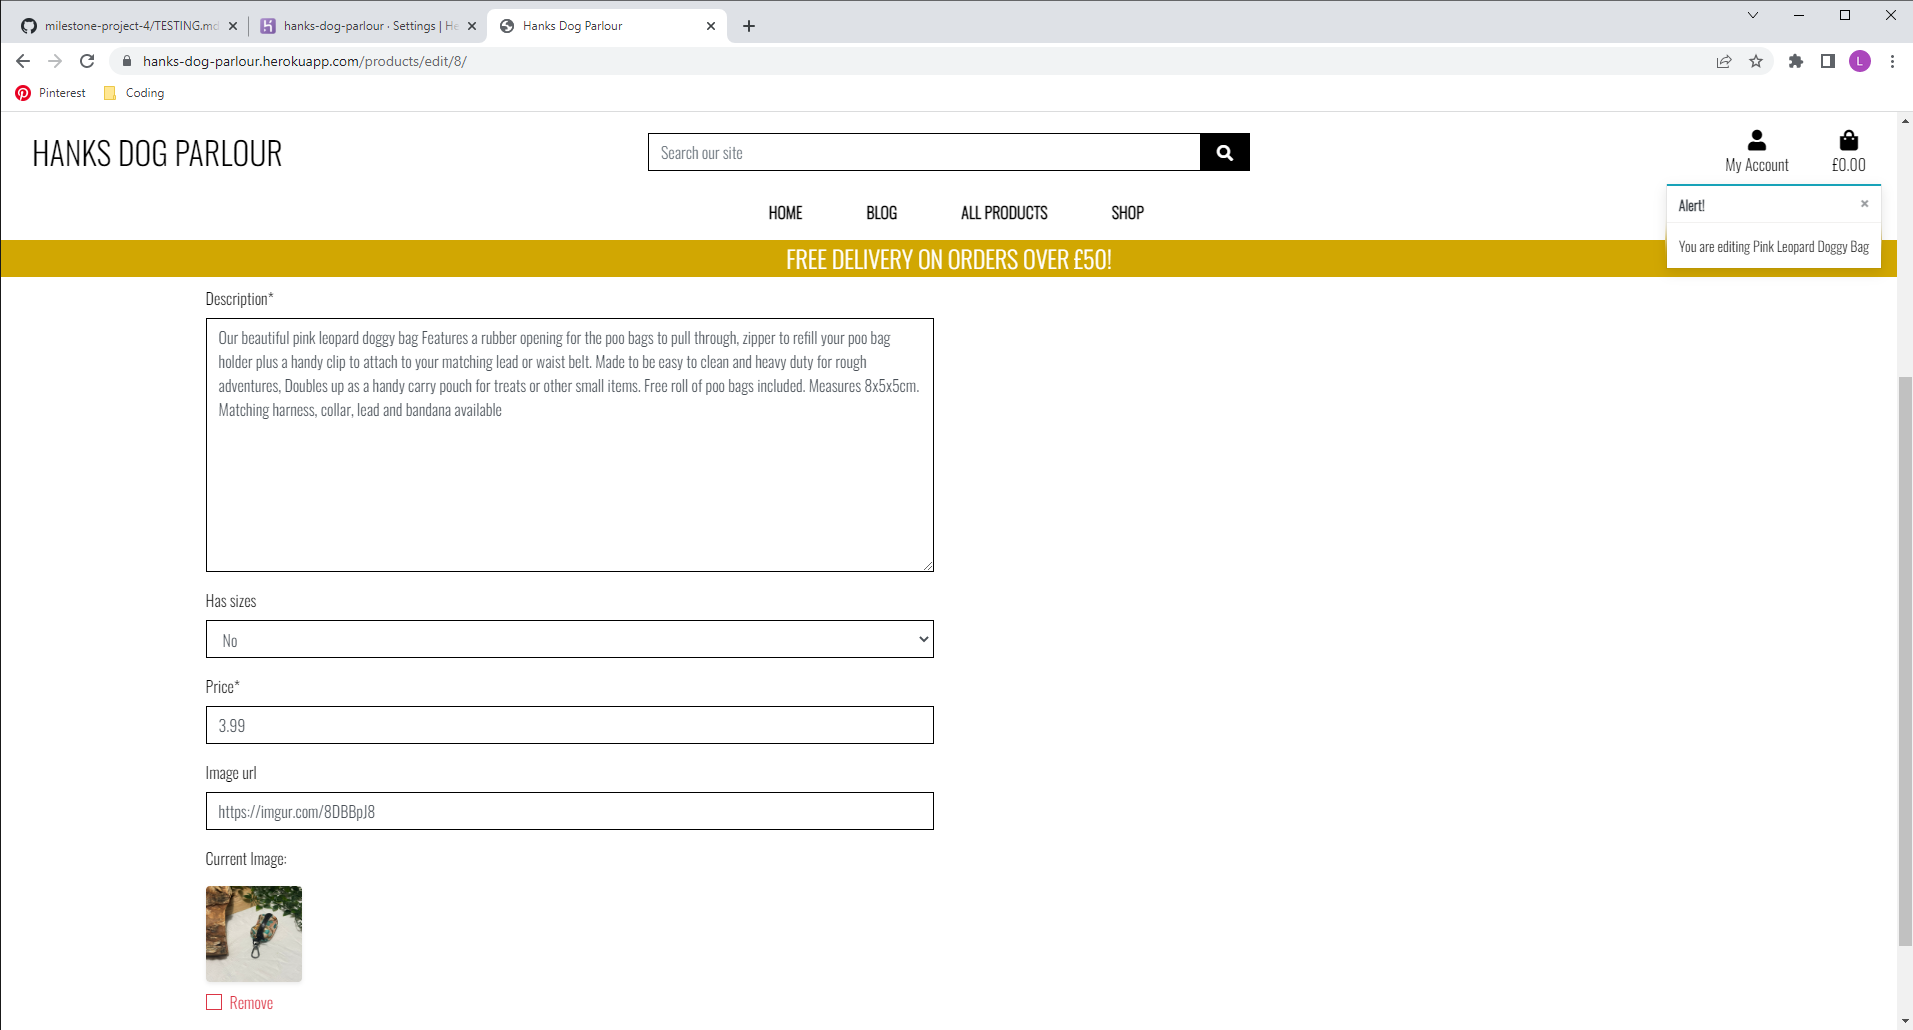 milestone-project-4/TESTING.md
hanks-dog-parlour · Settings | He
Hanks Dog Parlour
hanks-dog-parlour.herokuapp.com/products/edit/8/
L
Pinterest
Coding
HANKS DOG PARLOUR
Search our site
My Account
£0.00
HOME
BLOG
ALL PRODUCTS
SHOP
Alert!
You are editing Pink Leopard Doggy Bag
FREE DELIVERY ON ORDERS OVER £50!
Description*
Our beautiful pink leopard doggy bag Features a rubber opening for the poo bags to pull through, zipper to refill your poo bag
holder plus a handy clip to attach to your matching lead or waist belt. Made to be easy to clean and heavy duty for rough
adventures, Doubles up as a handy carry pouch for treats or other small items. Free roll of poo bags included. Measures 8x5x5cm.
Matching harness, collar, lead and bandana available
Has sizes
No
Price*
3.99
Image url
https://imgur.com/8DBBpJ8
Current Image:
Remove